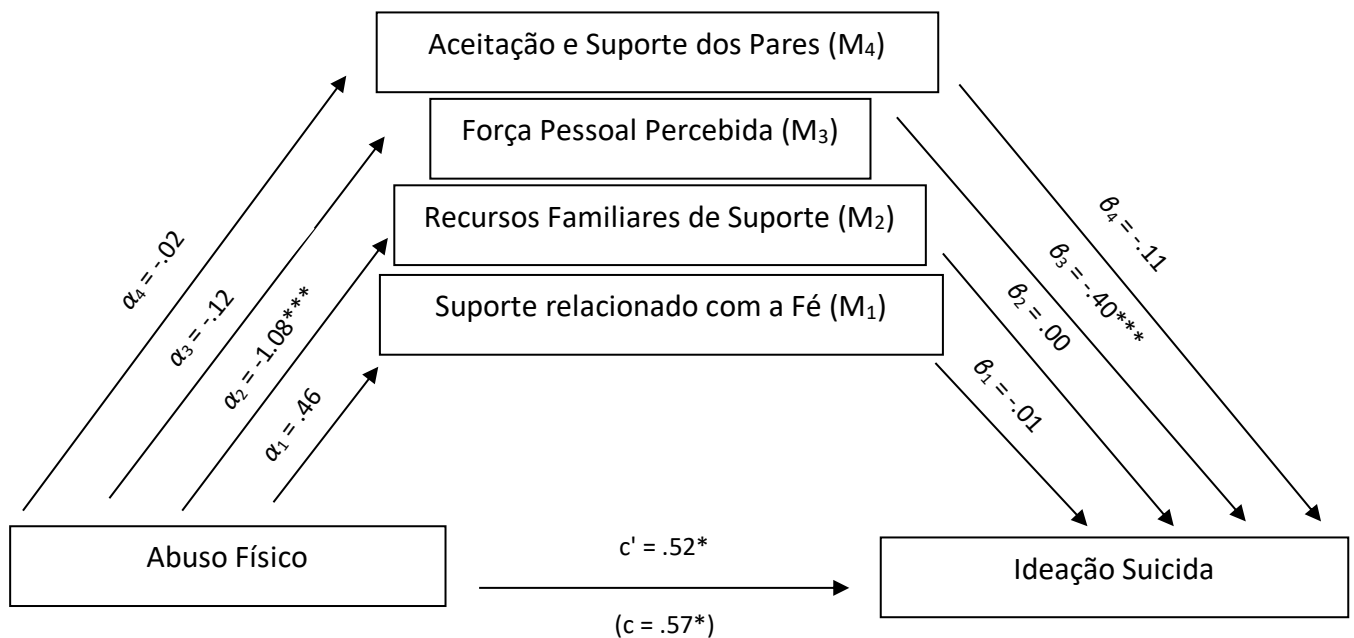 Aceitação e Suporte dos Pares (M₄)
Força Pessoal Percebida (M₃)
Recursos Familiares de Suporte (M₂)
Suporte relacionado com a Fé (M₁)
α₄ = -.02
α₃ = -.12
α₂ = -1.08***
α₁ = .46
β₄ = -.11
β₃ = -.40***
β₂ = .00
β₁ = -.01
Abuso Físico
c' = .52*
(c = .57*)
Ideação Suicida